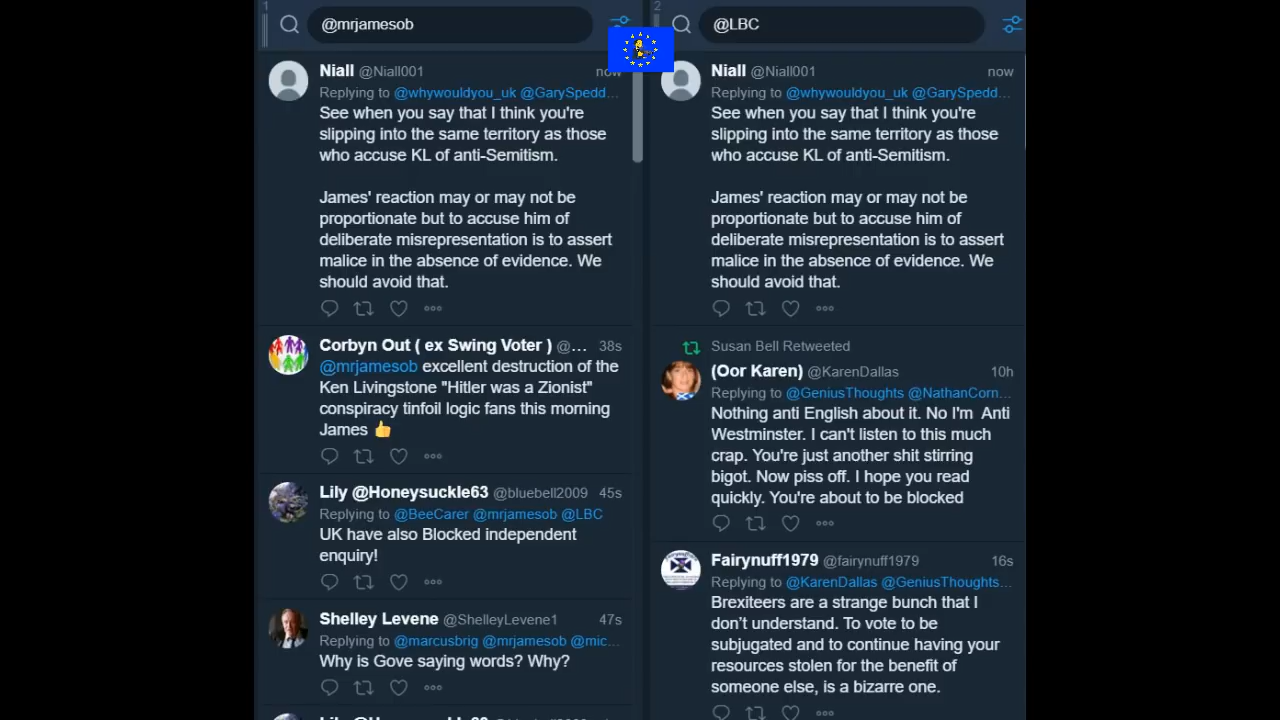 1
@mrjamesob
Niall @Niall001 now
Replying to @whywouldyou_uk @GarySpedd...
See when you say that I think you're
slipping into the same territory as those
who accuse KL of anti-Semitism.
James' reaction may or may not be
proportionate but to accuse him of
deliberate misrepresentation is to assert
malice in the absence of evidence. We
should avoid that.
Corbyn Out ( ex Swing Voter ) @... 38s
@mrjamesob excellent destruction of the
Ken Livingstone "Hitler was a Zionist"
conspiracy tinfoil logic fans this morning
James 👍
Lily @Honeysuckle63 @bluebell2009 45s
Replying to @BeeCarer @mrjamesob @LBC
UK have also Blocked independent
enquiry!
Shelley Levene @ShelleyLevene1 47s
Replying to @marcusbrig @mrjamesob @mic...
Why is Gove saying words? Why?
2
@LBC
Niall @Niall001 now
Replying to @whywouldyou_uk @GarySpedd...
See when you say that I think you're
slipping into the same territory as those
who accuse KL of anti-Semitism.
James' reaction may or may not be
proportionate but to accuse him of
deliberate misrepresentation is to assert
malice in the absence of evidence. We
should avoid that.
Susan Bell Retweeted
(Oor Karen) @KarenDallas 10h
Replying to @GeniusThoughts @NathanCorn...
Nothing anti English about it. No I'm Anti
Westminster. I can't listen to this much
crap. You're just another shit stirring
bigot. Now piss off. I hope you read
quickly. You're about to be blocked
Fairynuff1979 @fairynuff1979 16s
Replying to @KarenDallas @GeniusThoughts...
Brexiteers are a strange bunch that I
don't understand. To vote to be
subjugated and to continue having your
resources stolen for the benefit of
someone else, is a bizarre one.